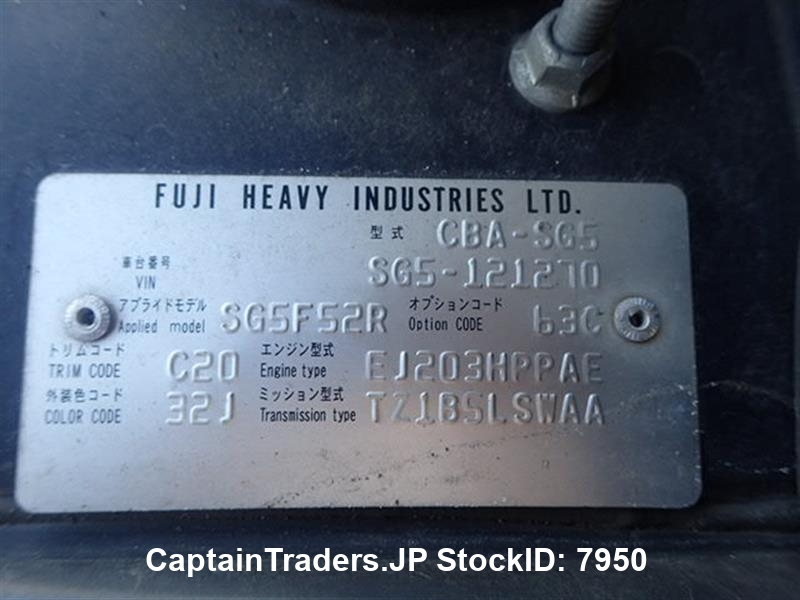 FUJI HEAVY INDUSTRIES LTD.
型式 CBA-SG5
車台番号 VIN SG5-121270
アプライドモデル Applied model SG5F52R オプションコード Option CODE 63C
トリムコード TRIM CODE C20 エンジン型式 Engine type EJ203HPPAE
外装色コード COLOR CODE 32J ミッション型式 Transmission type TZ1B5LSWAA
CaptainTraders.JP StockID: 7950